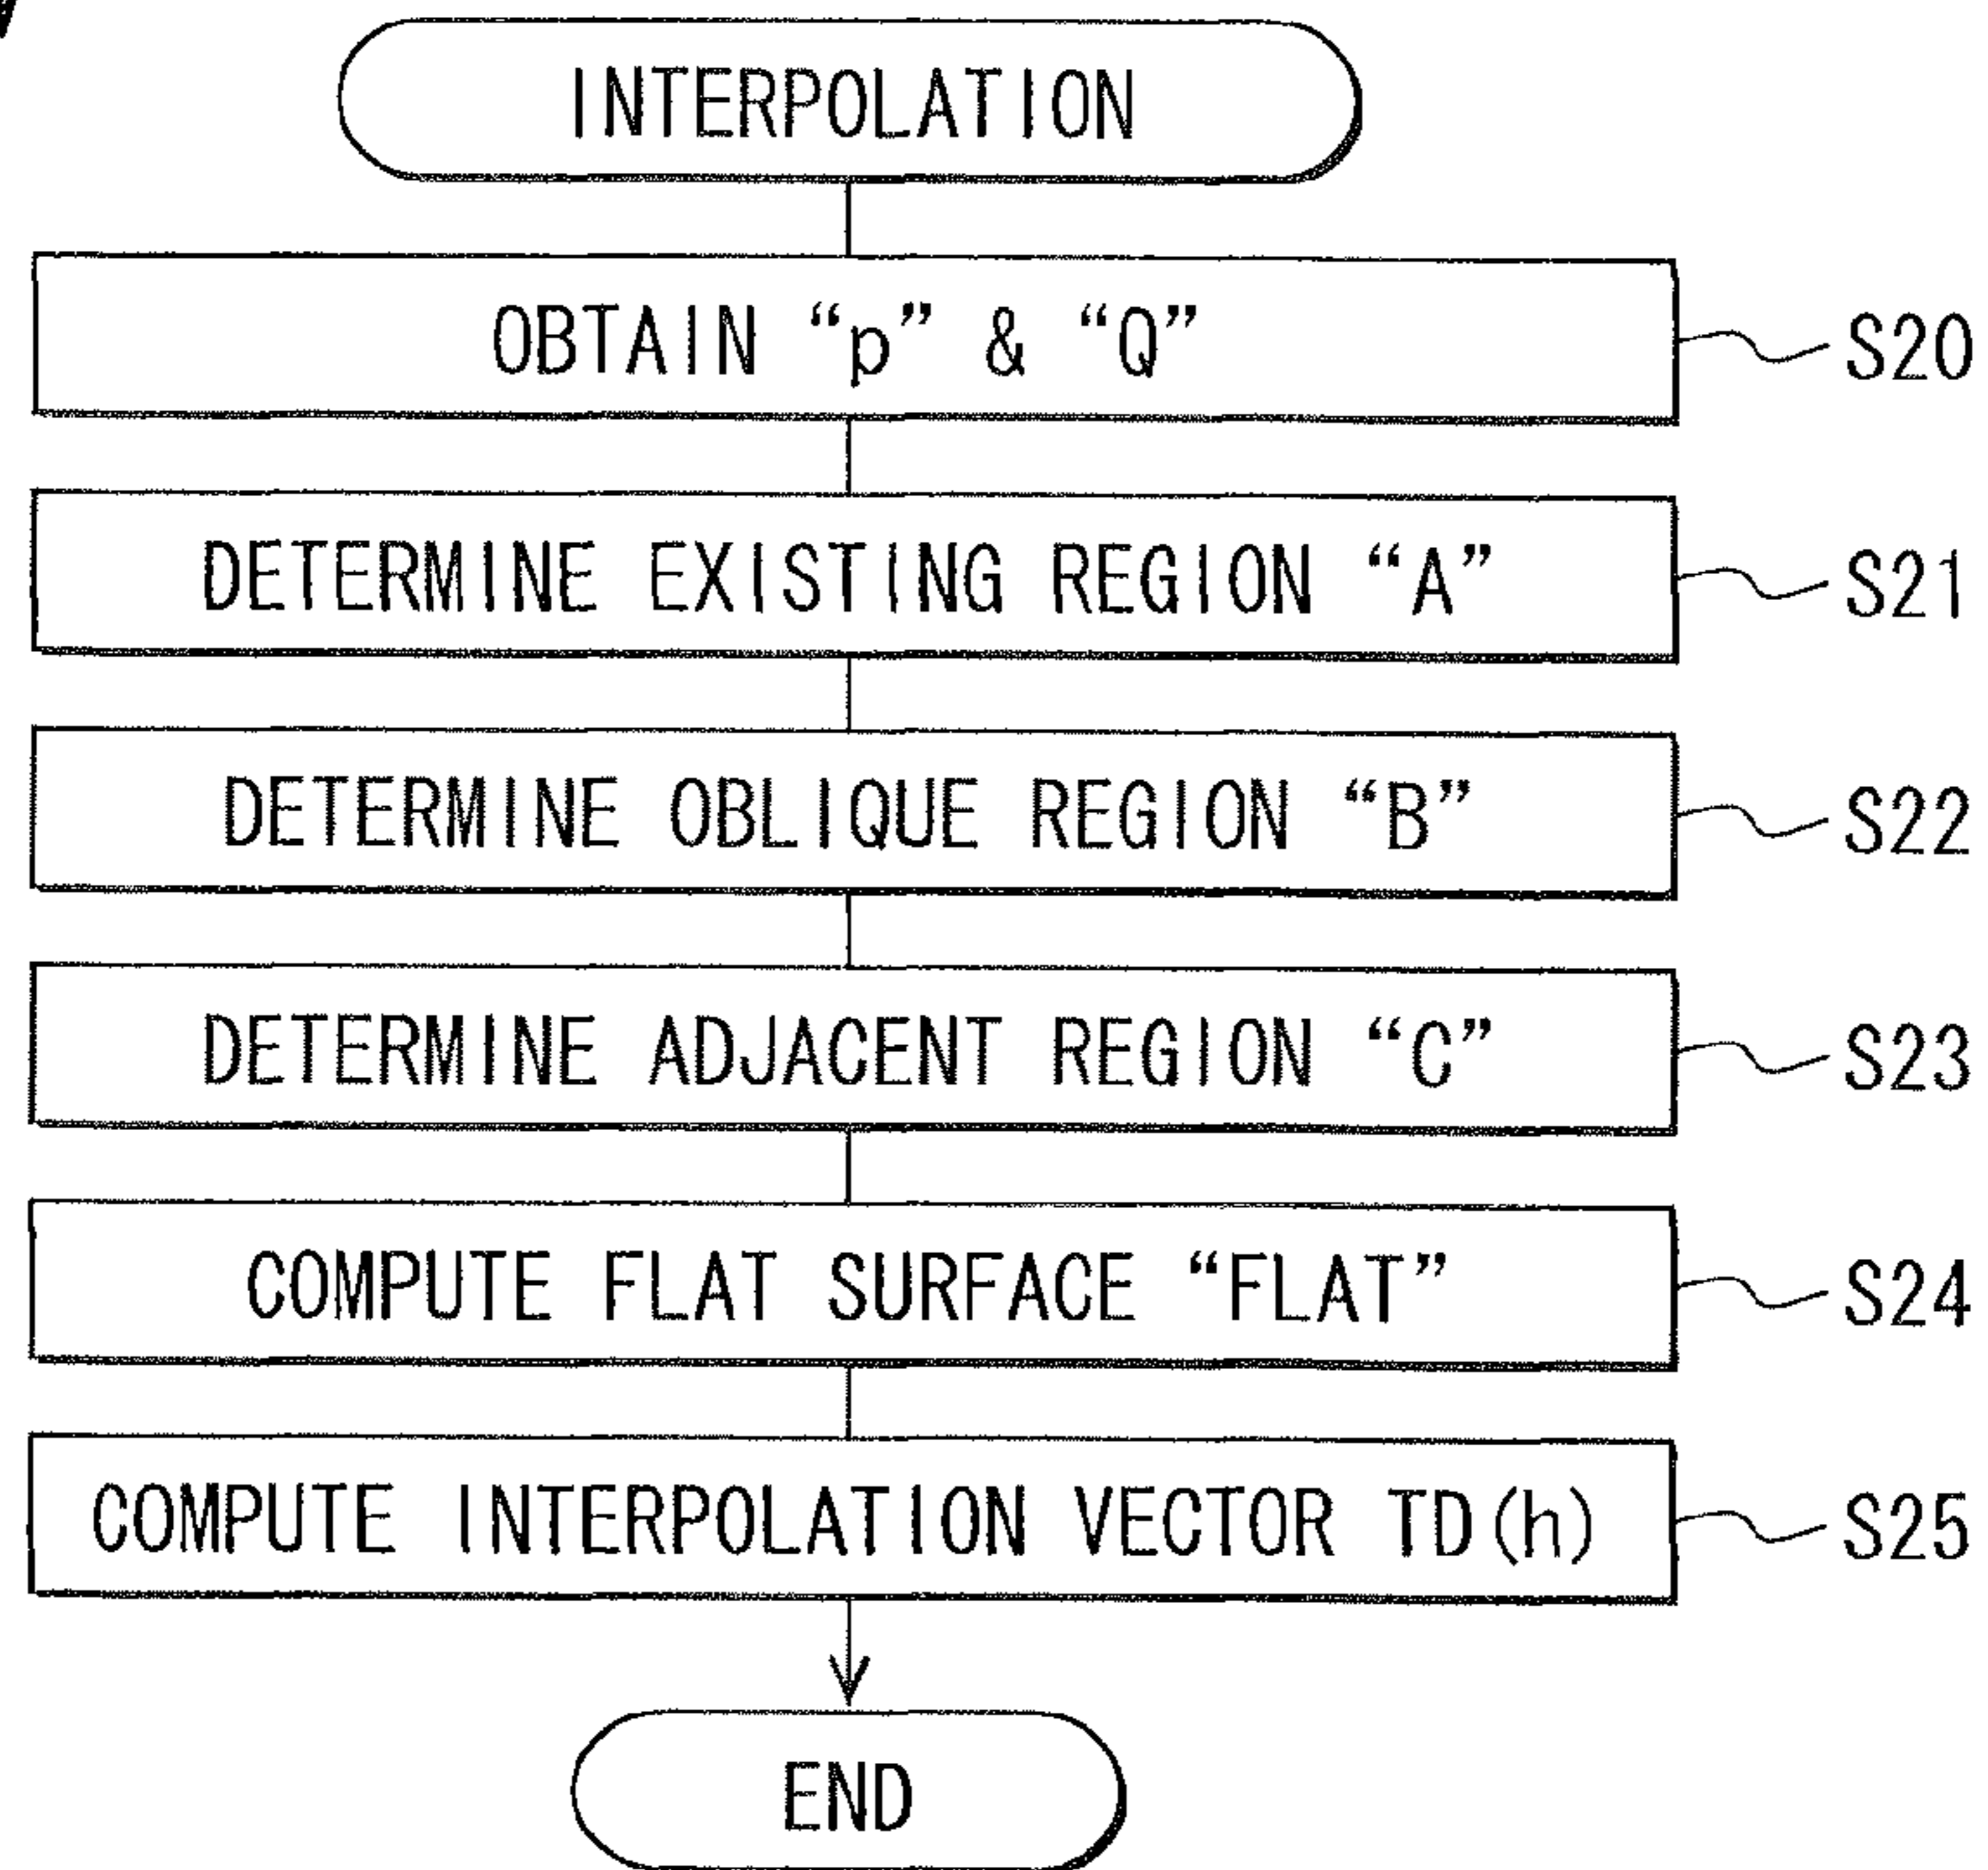 INTERPOLATION
OBTAIN “p” & “Q”
S20
DETERMINE EXISTING REGION “A”
S21
DETERMINE OBLIQUE REGION “B”
S22
DETERMINE ADJACENT REGION “C”
S23
COMPUTE FLAT SURFACE “FLAT”
S24
COMPUTE INTERPOLATION VECTOR TD(h)
S25
END